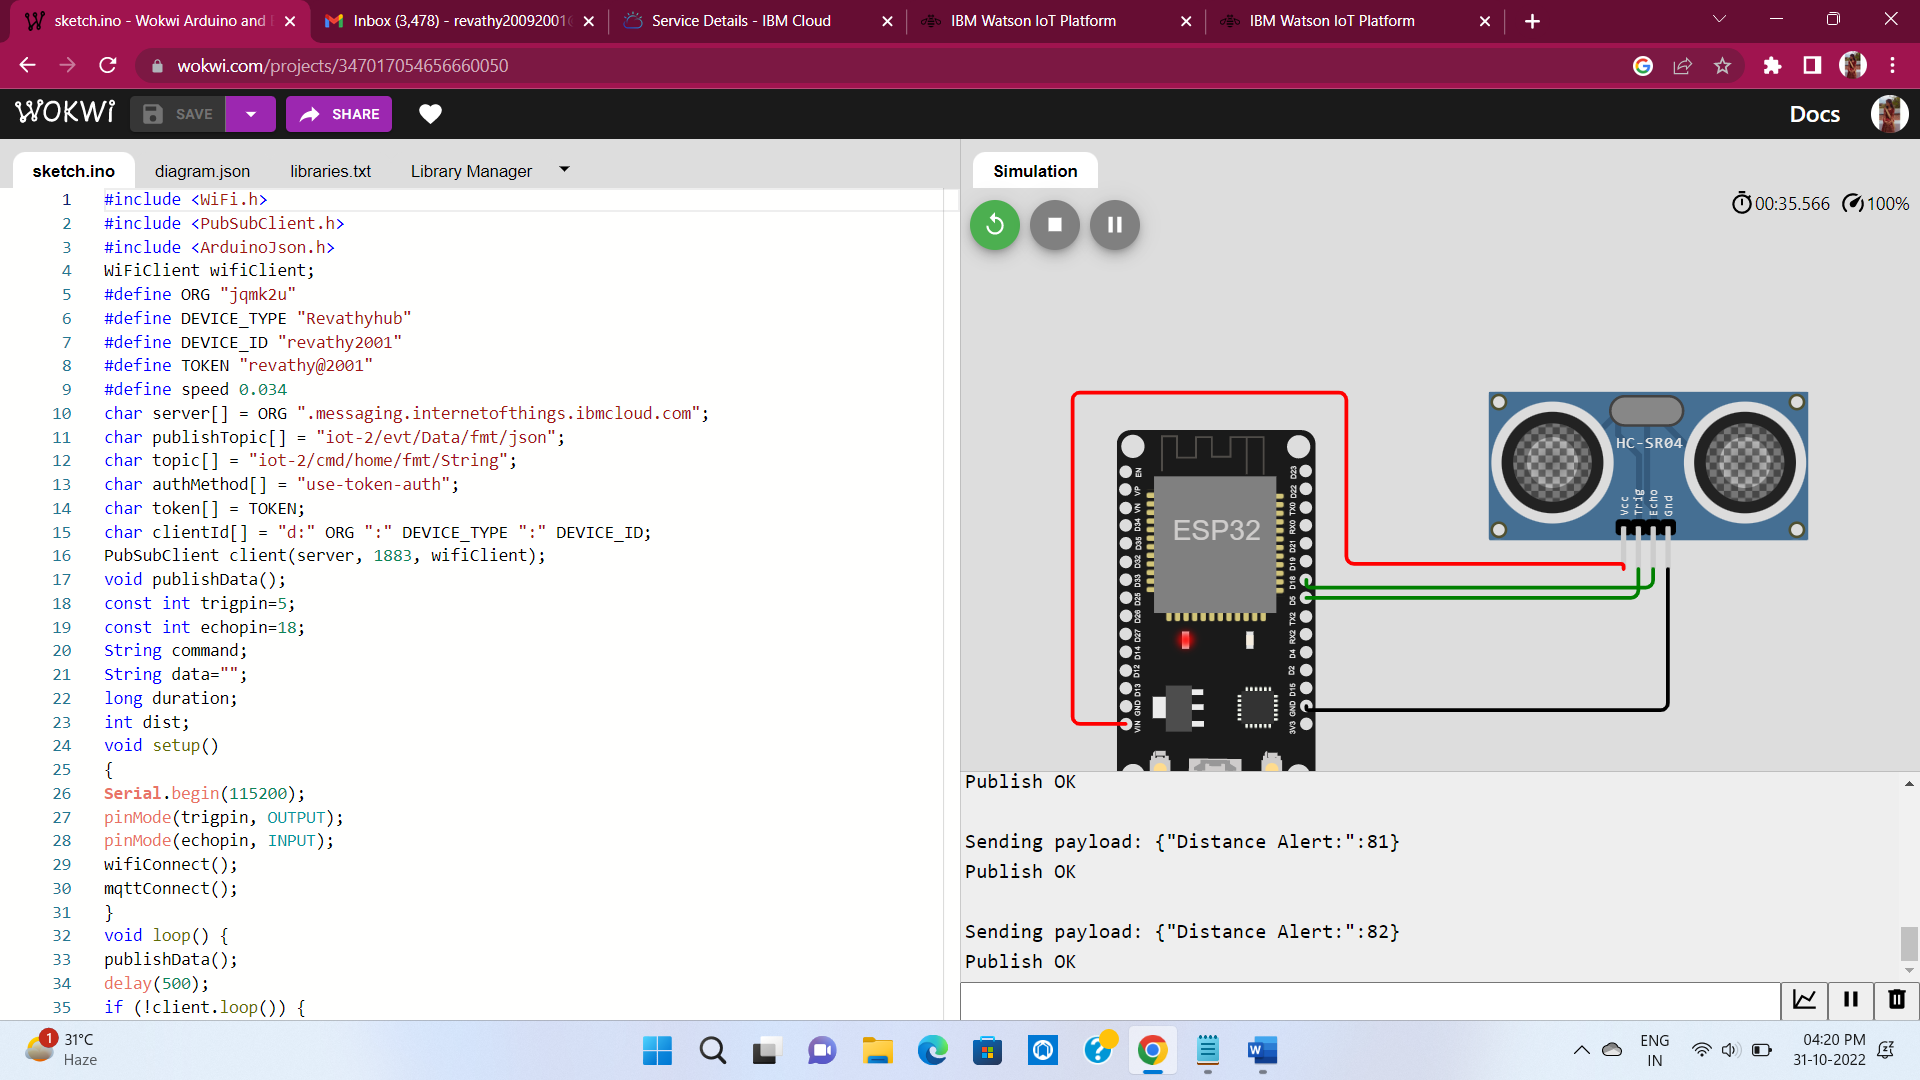 sketch.ino - Wokwi Arduino and
Inbox (3,478) - revathy20092001
Service Details - IBM Cloud
IBM Watson IoT Platform
IBM Watson IoT Platform
wokwi.com/projects/347017054656660050
WOKWI
SAVE
SHARE
Docs
sketch.ino
diagram.json
libraries.txt
Library Manager
Simulation
00:35.566
100%
1 #include <WiFi.h>
2 #include <PubSubClient.h>
3 #include <ArduinoJson.h>
4 WiFiClient wifiClient;
5 #define ORG "jqmk2u"
6 #define DEVICE_TYPE "Revathyhub"
7 #define DEVICE_ID "revathy2001"
8 #define TOKEN "revathy@2001"
9 #define speed 0.034
10 char server[] = ORG ".messaging.internetofthings.ibmcloud.com";
11 char publishTopic[] = "iot-2/evt/Data/fmt/json";
12 char topic[] = "iot-2/cmd/home/fmt/String";
13 char authMethod[] = "use-token-auth";
14 char token[] = TOKEN;
15 char clientId[] = "d:" ORG ":" DEVICE_TYPE ":" DEVICE_ID;
16 PubSubClient client(server, 1883, wifiClient);
17 void publishData();
18 const int trigpin=5;
19 const int echopin=18;
20 String command;
21 String data="";
22 long duration;
23 int dist;
24 void setup()
25 {
26 Serial.begin(115200);
27 pinMode(trigpin, OUTPUT);
28 pinMode(echopin, INPUT);
29 wifiConnect();
30 mqttConnect();
31 }
32 void loop() {
33 publishData();
34 delay(500);
35 if (!client.loop()) {
HC-SR04
Vcc
Trig
Echo
Gnd
ESP32
EN
VP
VN
D34
D35
D32
D33
D25
D26
D27
D14
D12
D13
GND
VIN
D23
D22
TX0
RX0
D21
D19
D18
D5
TX2
RX2
D4
D2
D15
GND
3V3
Publish OK
Sending payload: {"Distance Alert:":81}
Publish OK
Sending payload: {"Distance Alert:":82}
Publish OK
1
31°C
Haze
ENG
IN
04:20 PM
31-10-2022